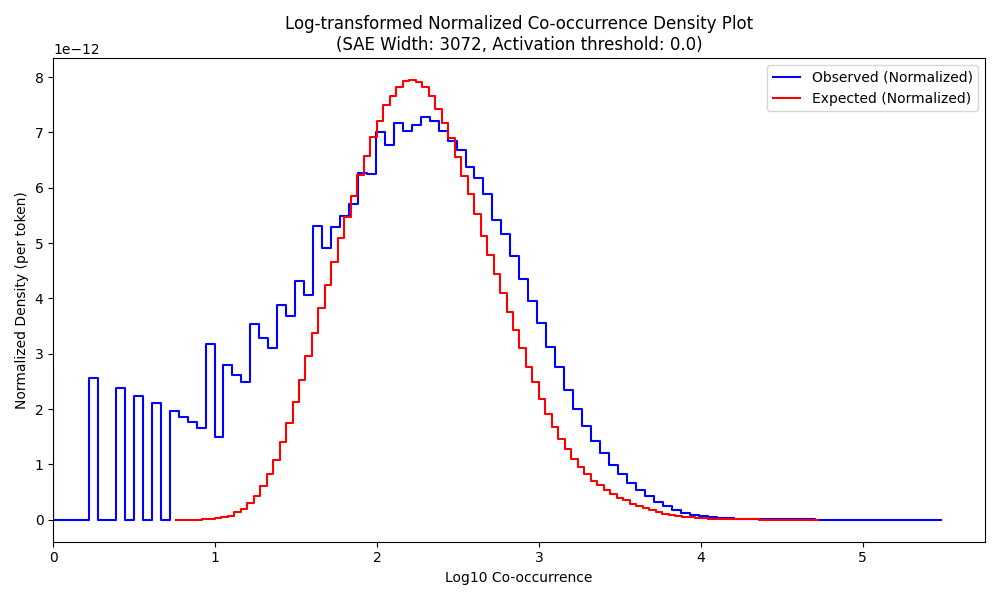 Log-transformed Normalized Co-occurrence Density Plot
(SAE Width: 3072, Activation threshold: 0.0)
1e−12
Observed (Normalized)
Expected (Normalized)
Normalized Density (per token)
8
7
6
5
4
3
2
1
0
0 1 2 3 4 5
Log10 Co-occurrence